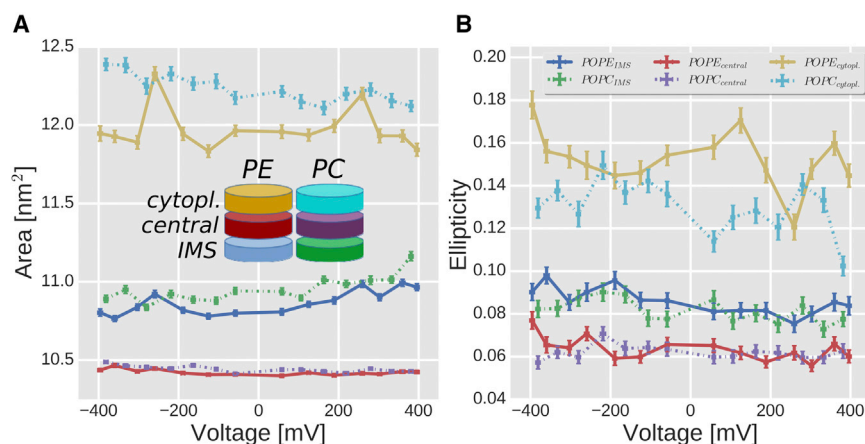 A
B
12.5
12.0
11.0
10.5
Area [nm²]
PE PC
cytopl.
central
IMS
−400 −200 0 200 400
Voltage [mV]
0.20
0.18
0.16
0.14
0.12
0.10
0.08
0.06
0.04
Ellipticity
POPE_IMS POPE_central POPE_cytopl.
POPC_IMS POPC_central POPC_cytopl.
−400 −200 0 200 400
Voltage [mV]